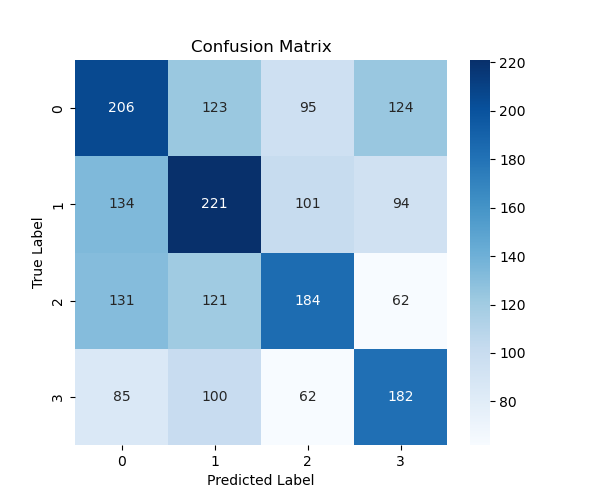 Confusion Matrix
0 206 123 95 124
1 134 221 101 94
2 131 121 184 62
3 85 100 62 182
0 1 2 3
True Label
Predicted Label
220
200
180
160
140
120
100
80